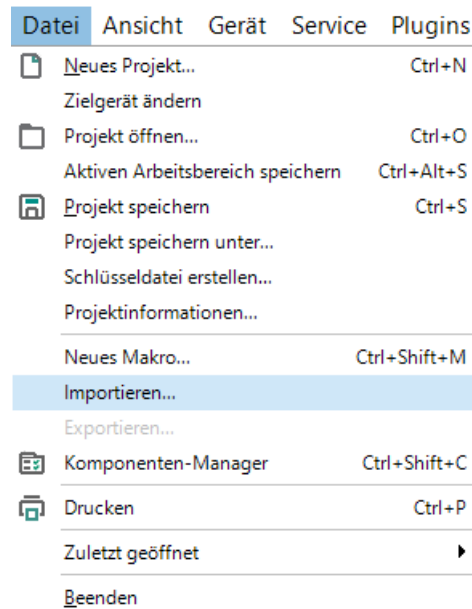 Datei Ansicht Gerät Service Plugins
Neues Projekt... Ctrl+N
Zielgerät ändern
Projekt öffnen... Ctrl+O
Aktiven Arbeitsbereich speichern Ctrl+Alt+S
Projekt speichern Ctrl+S
Projekt speichern unter...
Schlüsseldatei erstellen...
Projektinformationen...
Neues Makro... Ctrl+Shift+M
Importieren...
Exportieren...
Komponenten-Manager Ctrl+Shift+C
Drucken Ctrl+P
Zuletzt geöffnet
Beenden